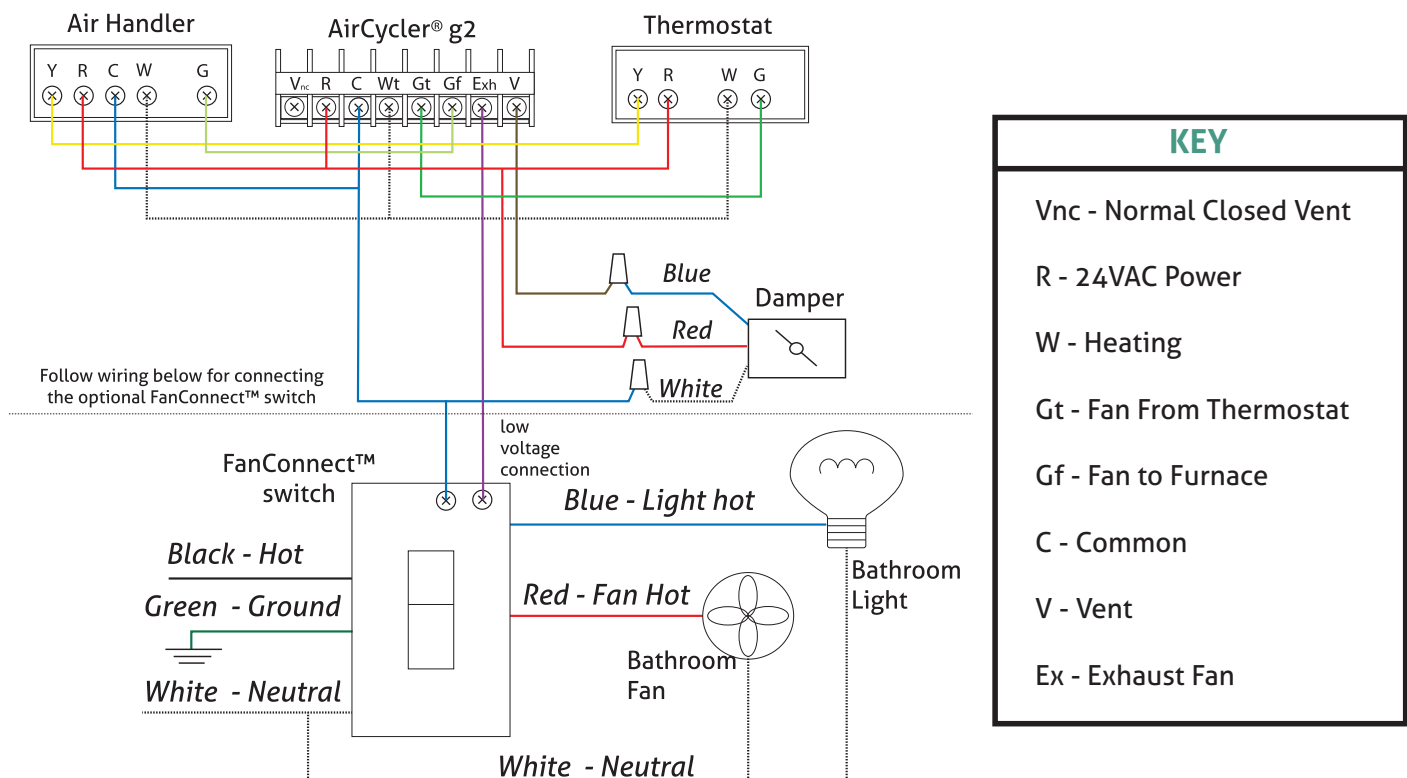 Air Handler
AirCycler® g2
Thermostat
Y R C W G
Vnc R C Wt Gt Gf Exh V
Y R W G
Blue
Damper
Red
White
Follow wiring below for connecting
the optional FanConnect™ switch
low
voltage
connection
FanConnect™
switch
Blue - Light hot
Black - Hot
Green - Ground
White - Neutral
Red - Fan Hot
Bathroom
Light
Bathroom
Fan
White - Neutral
KEY
Vnc - Normal Closed Vent
R - 24VAC Power
W - Heating
Gt - Fan From Thermostat
Gf - Fan to Furnace
C - Common
V - Vent
Ex - Exhaust Fan